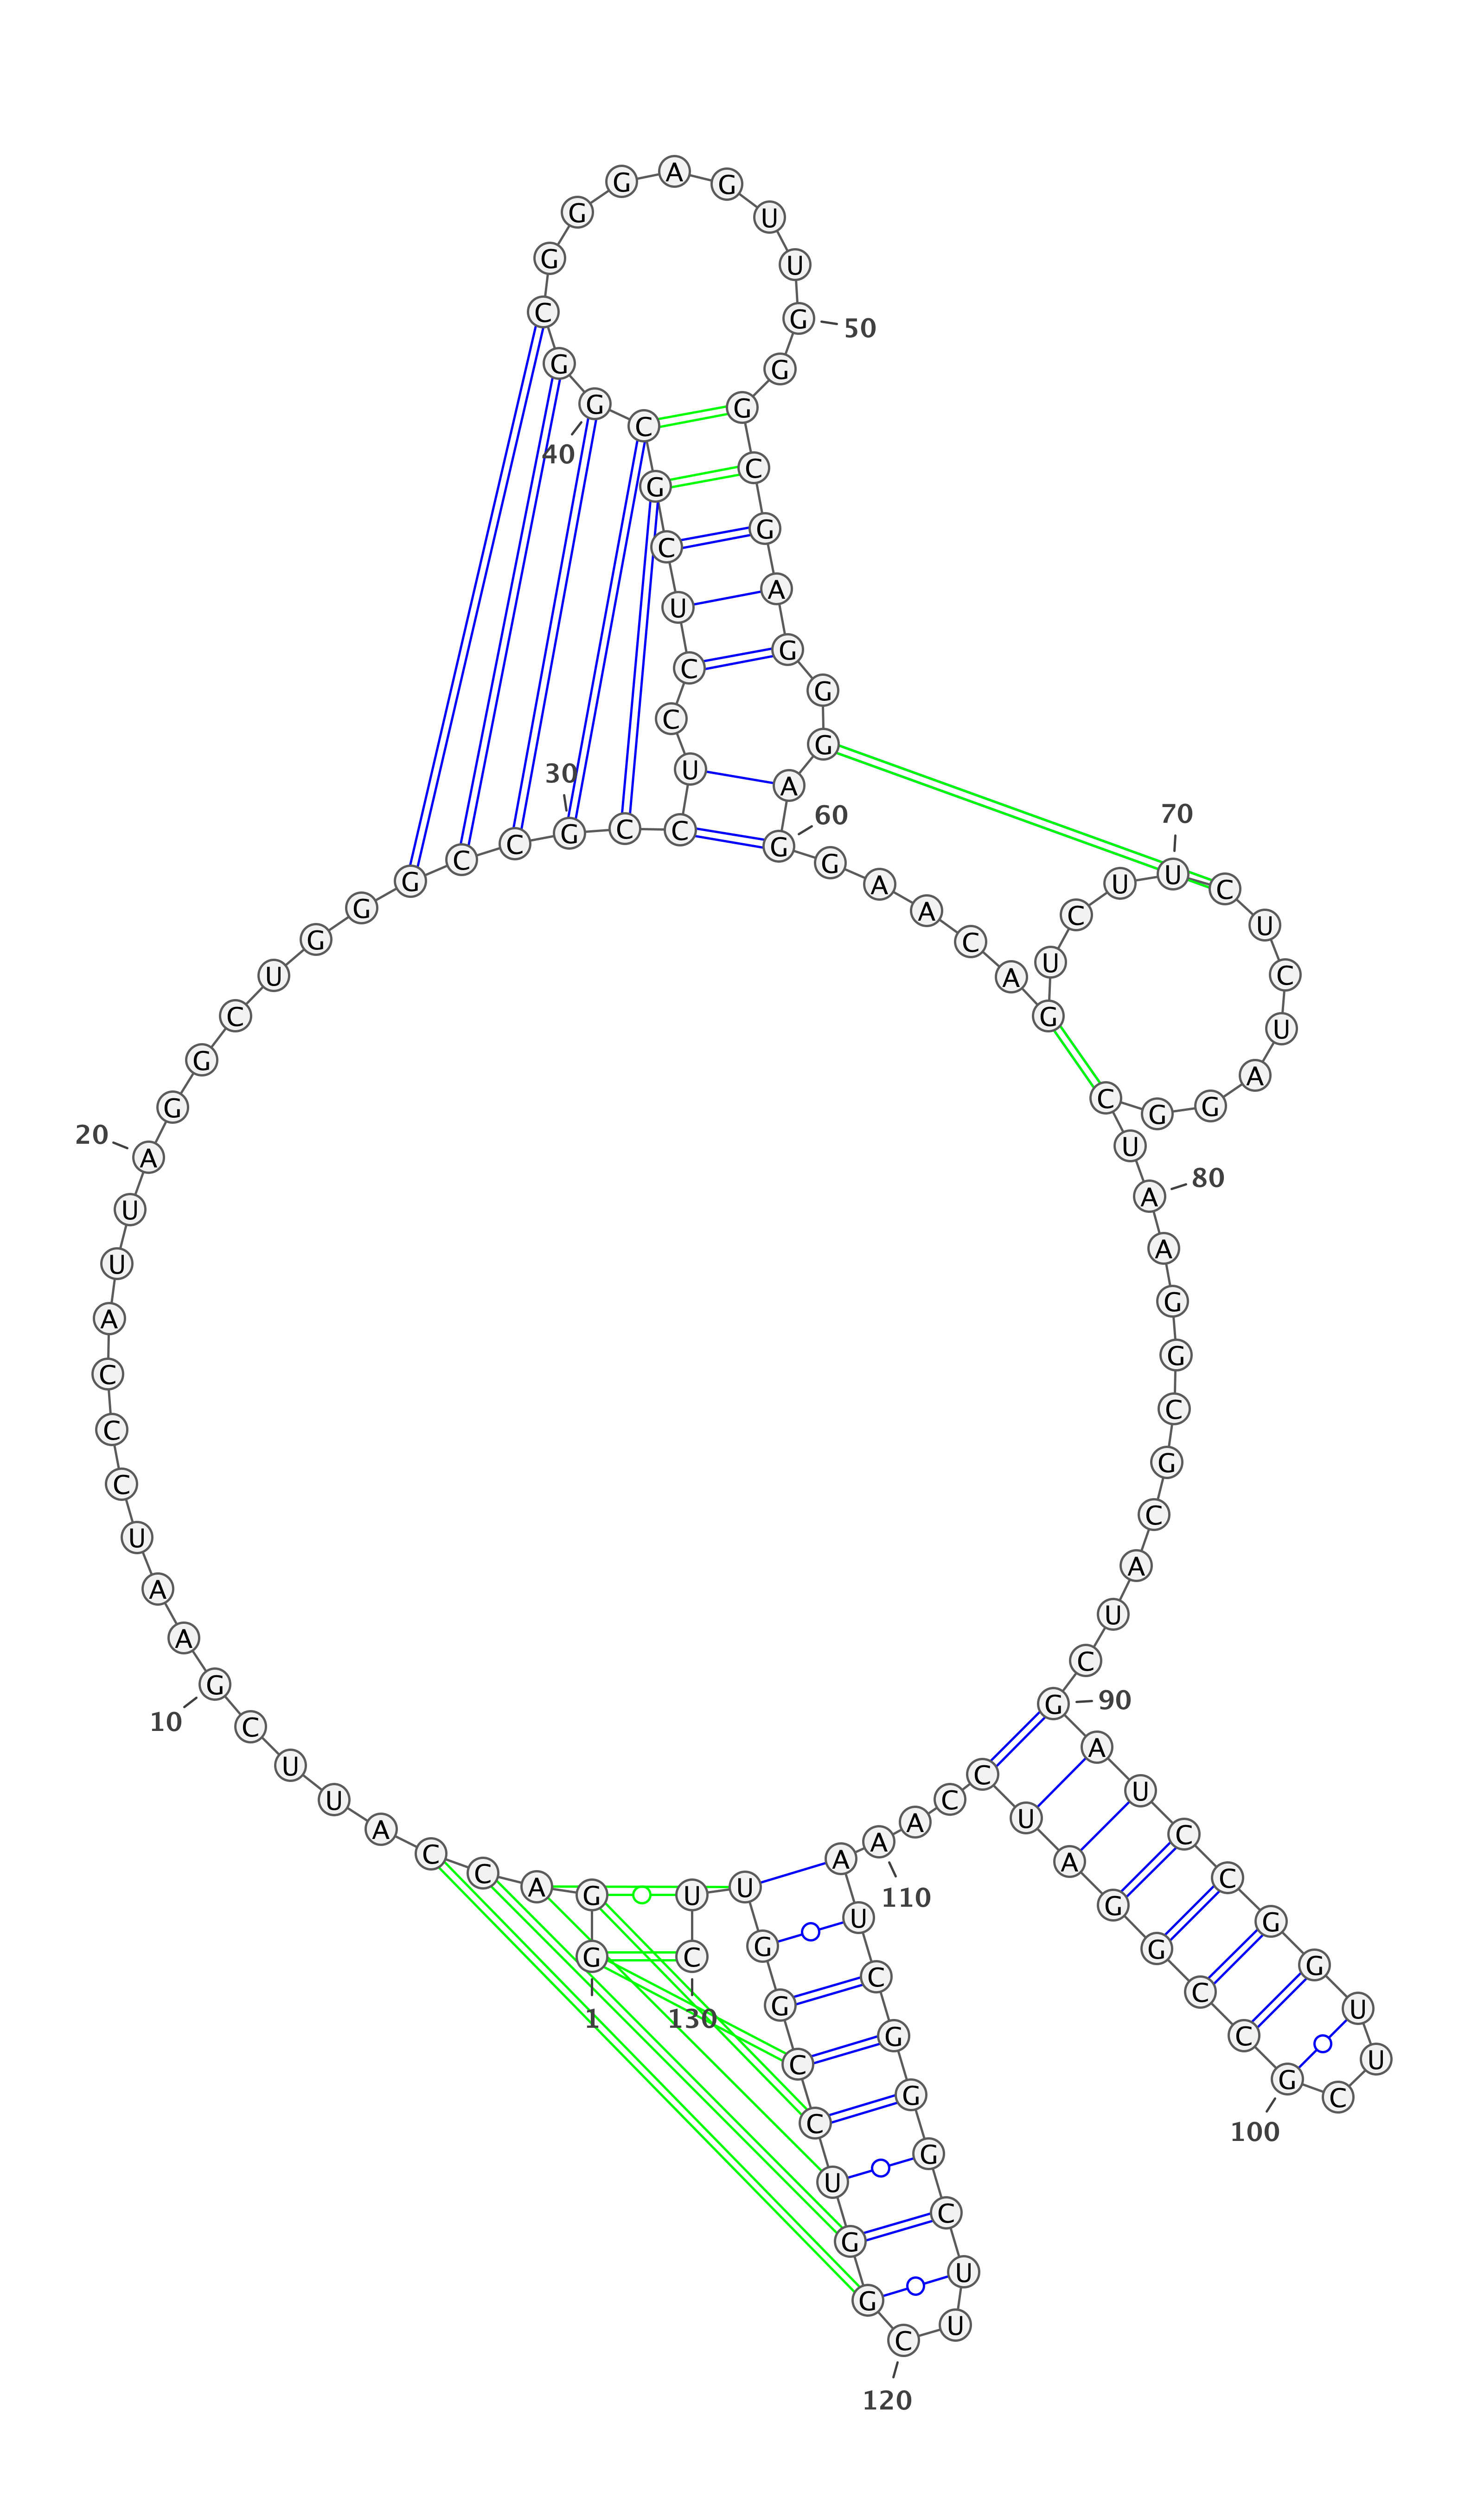 G G A C C A U U C G
1
10
A A U C C C A U U A
20
G G C U G G G C C G
30
C C U C C U C G C G
40
G C G G G A G U U G
50
G G C G A G G G A G
60
G A A C A G U C U U
70
C U C U A G G C U A
80
A G G C G C A U C G
90
A U C C G G U U C G
100
C C G G A U C C A A
110
A U C G G G C U U C
120
G G U C C G G U U C
130